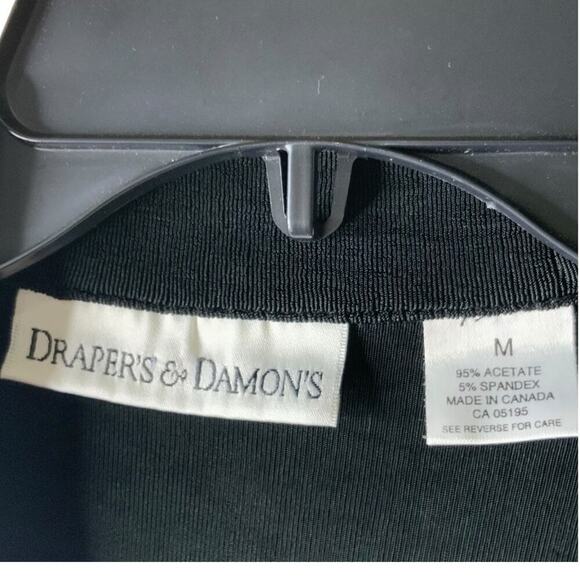 DRAPER'S & DAMON'S
M
95% ACETATE
5% SPANDEX
MADE IN CANADA
CA 05195
SEE REVERSE FOR CARE